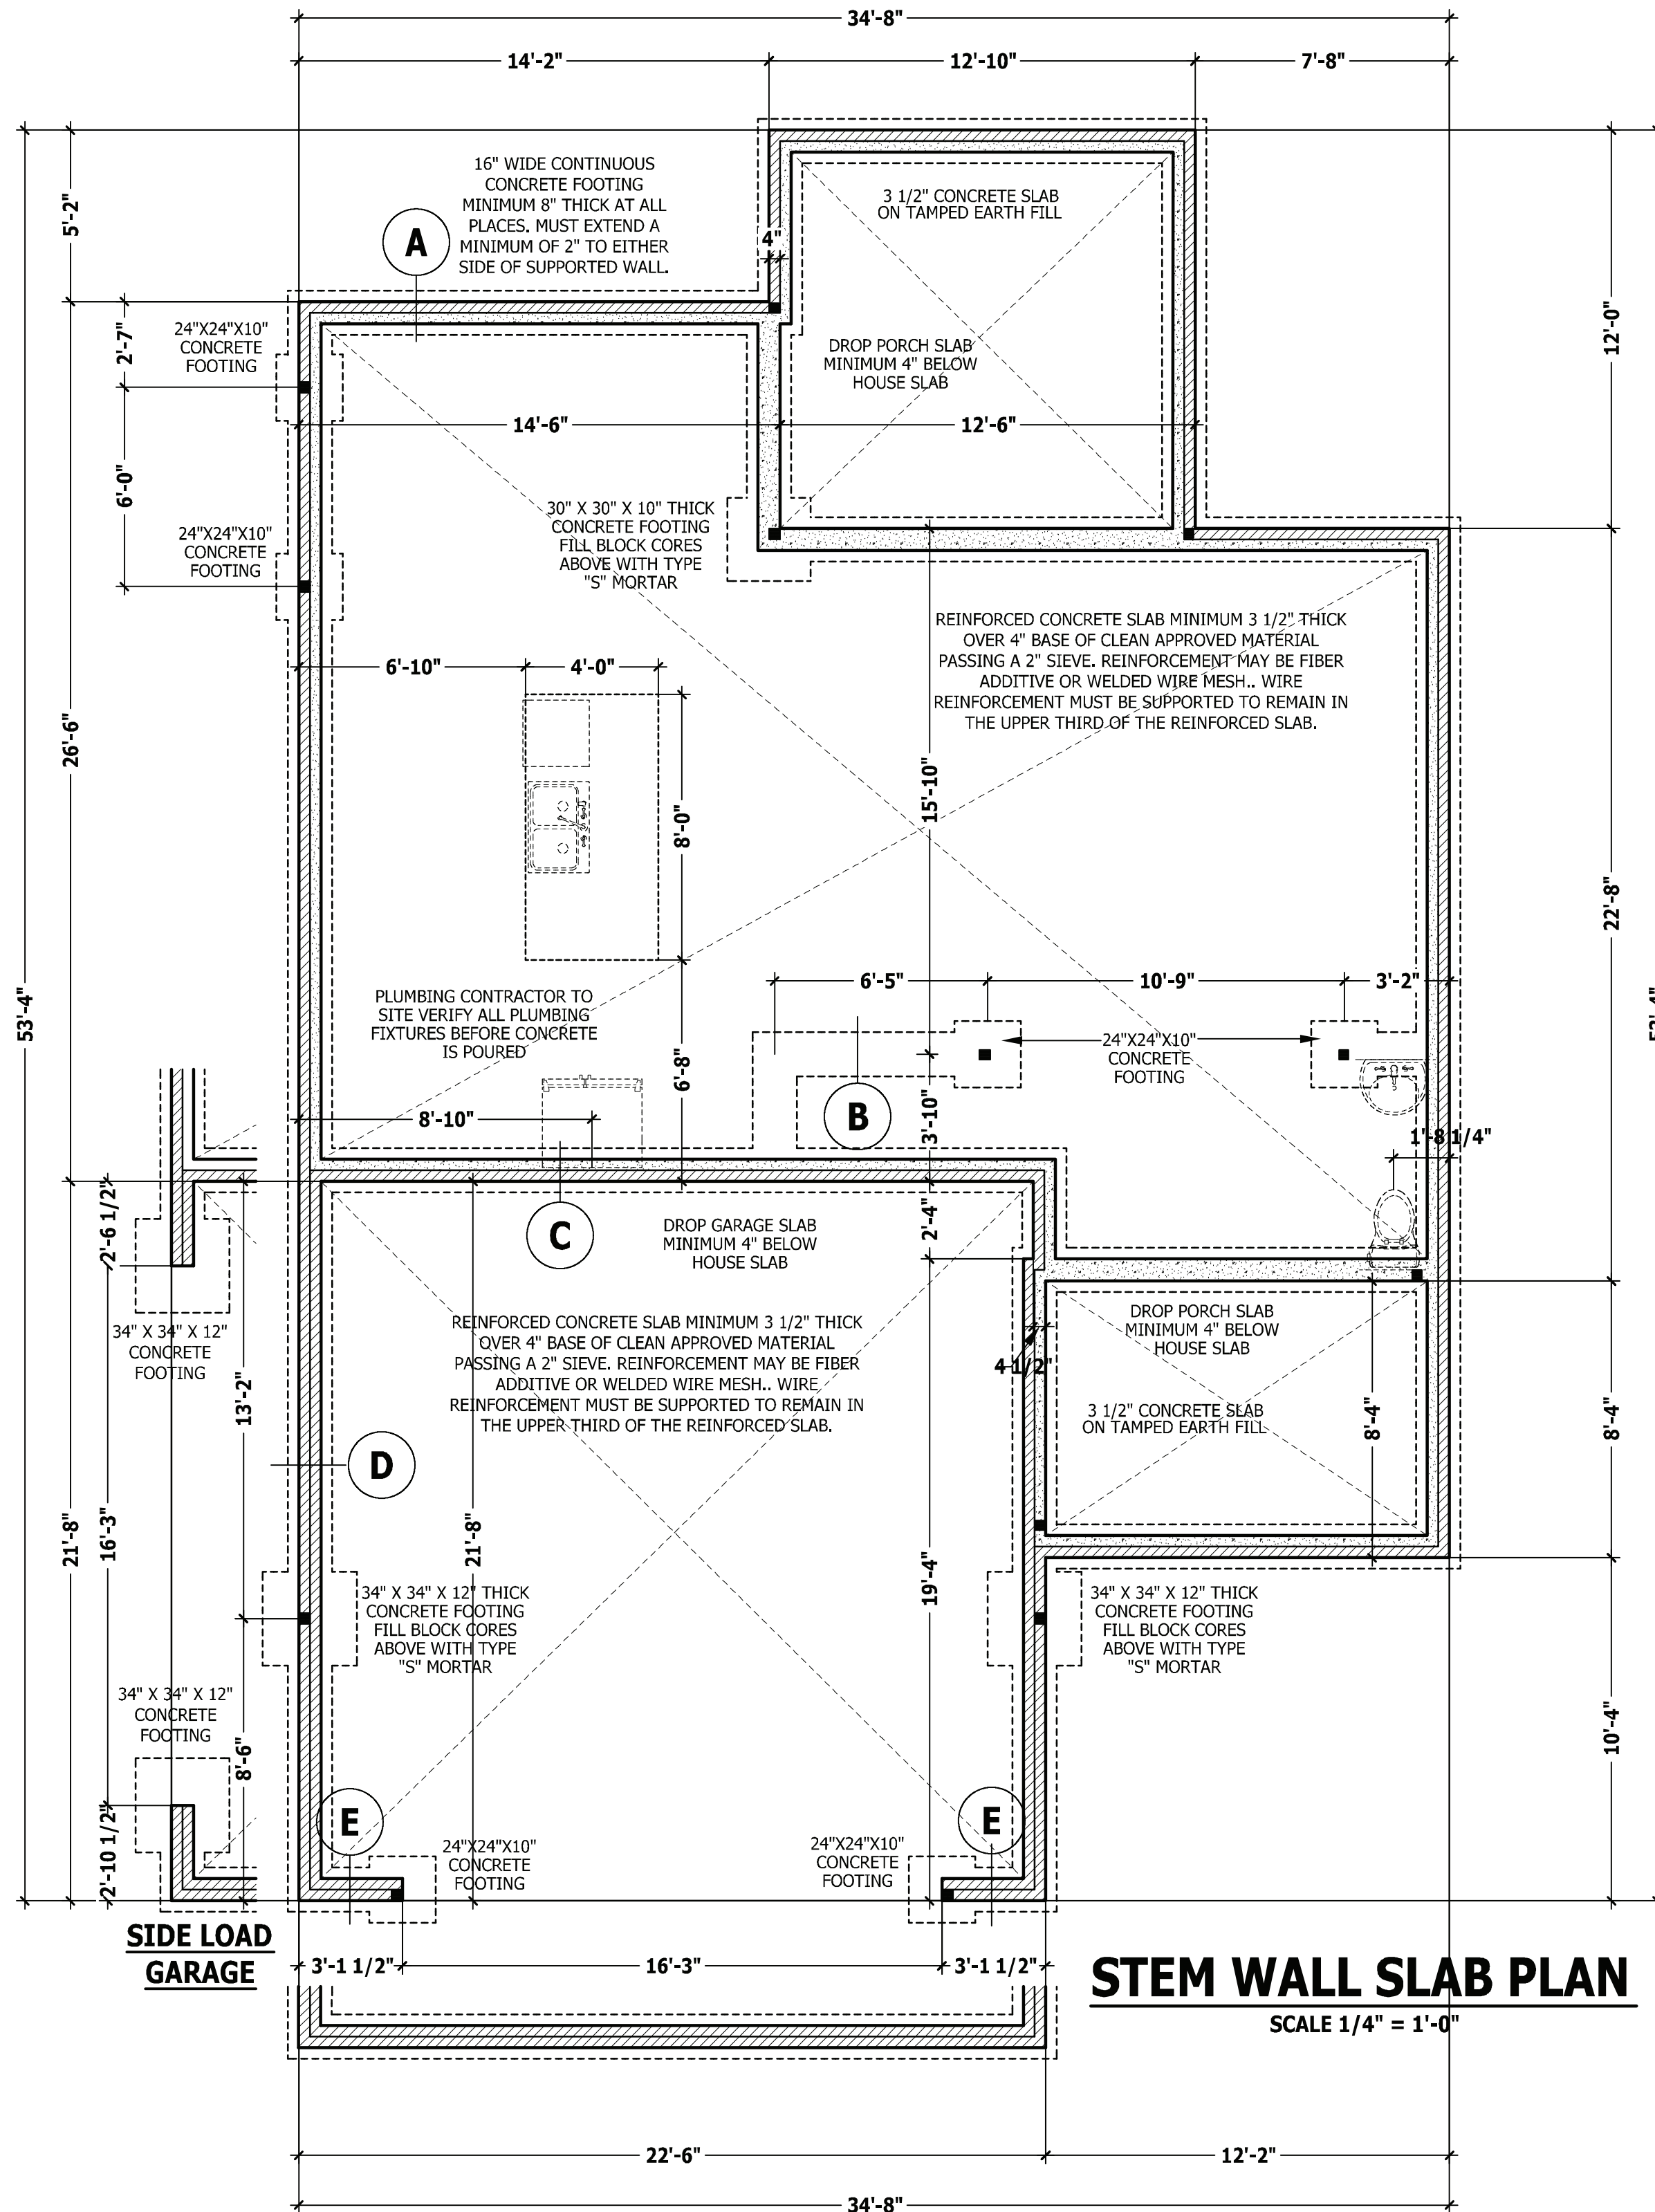 34'-8"
14'-2"
12'-10"
7'-8"
16" WIDE CONTINUOUS
CONCRETE FOOTING
MINIMUM 8" THICK AT ALL
PLACES. MUST EXTEND A
MINIMUM OF 2" TO EITHER
SIDE OF SUPPORTED WALL.
A
5'-2"
4"
3 1/2" CONCRETE SLAB
ON TAMPED EARTH FILL
12'-0"
2'-7"
24"X24"X10"
CONCRETE
FOOTING
DROP PORCH SLAB
MINIMUM 4" BELOW
HOUSE SLAB
14'-6"
12'-6"
6'-0"
24"X24"X10"
CONCRETE
FOOTING
30" X 30" X 10" THICK
CONCRETE FOOTING
FILL BLOCK CORES
ABOVE WITH TYPE
"S" MORTAR
REINFORCED CONCRETE SLAB MINIMUM 3 1/2" THICK
OVER 4" BASE OF CLEAN APPROVED MATERIAL
PASSING A 2" SIEVE. REINFORCEMENT MAY BE FIBER
ADDITIVE OR WELDED WIRE MESH.. WIRE
REINFORCEMENT MUST BE SUPPORTED TO REMAIN IN
THE UPPER THIRD OF THE REINFORCED SLAB.
6'-10"
4'-0"
26'-6"
15'-10"
8'-0"
22'-8"
53'-4"
6'-5"
10'-9"
3'-2"
PLUMBING CONTRACTOR TO
SITE VERIFY ALL PLUMBING
FIXTURES BEFORE CONCRETE
IS POURED
24"X24"X10"
CONCRETE
FOOTING
6'-8"
8'-10"
B
3'-10"
1'-8 1/4"
2'-6 1/2"
C
DROP GARAGE SLAB
MINIMUM 4" BELOW
HOUSE SLAB
2'-4"
34" X 34" X 12"
CONCRETE
FOOTING
REINFORCED CONCRETE SLAB MINIMUM 3 1/2" THICK
OVER 4" BASE OF CLEAN APPROVED MATERIAL
PASSING A 2" SIEVE. REINFORCEMENT MAY BE FIBER
ADDITIVE OR WELDED WIRE MESH.. WIRE
REINFORCEMENT MUST BE SUPPORTED TO REMAIN IN
THE UPPER THIRD OF THE REINFORCED SLAB.
DROP PORCH SLAB
MINIMUM 4" BELOW
HOUSE SLAB
4 1/2"
3 1/2" CONCRETE SLAB
ON TAMPED EARTH FILL
8'-4"
8'-4"
13'-2"
D
21'-8"
16'-3"
21'-8"
19'-4"
34" X 34" X 12" THICK
CONCRETE FOOTING
FILL BLOCK CORES
ABOVE WITH TYPE
"S" MORTAR
34" X 34" X 12" THICK
CONCRETE FOOTING
FILL BLOCK CORES
ABOVE WITH TYPE
"S" MORTAR
34" X 34" X 12"
CONCRETE
FOOTING
8'-6"
10'-4"
2'-10 1/2"
E
E
24"X24"X10"
CONCRETE
FOOTING
24"X24"X10"
CONCRETE
FOOTING
SIDE LOAD
GARAGE
3'-1 1/2"
16'-3"
3'-1 1/2"
STEM WALL SLAB PLAN
SCALE 1/4" = 1'-0"
22'-6"
12'-2"
34'-8"